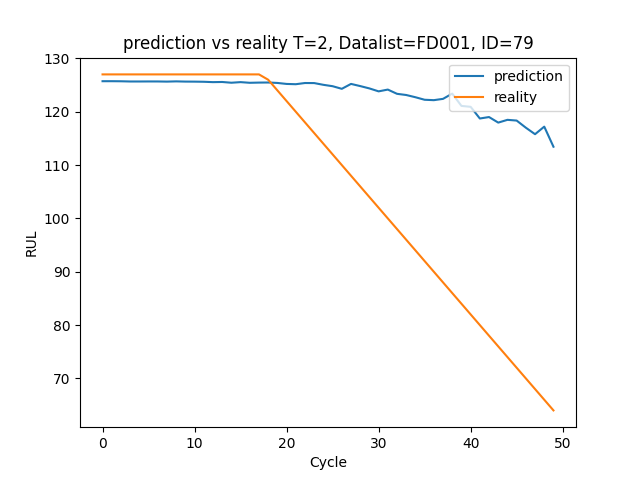 prediction vs reality T=2, Datalist=FD001, ID=79
prediction
reality
130
120
110
100
90
80
70
RUL
0 10 20 30 40 50
Cycle